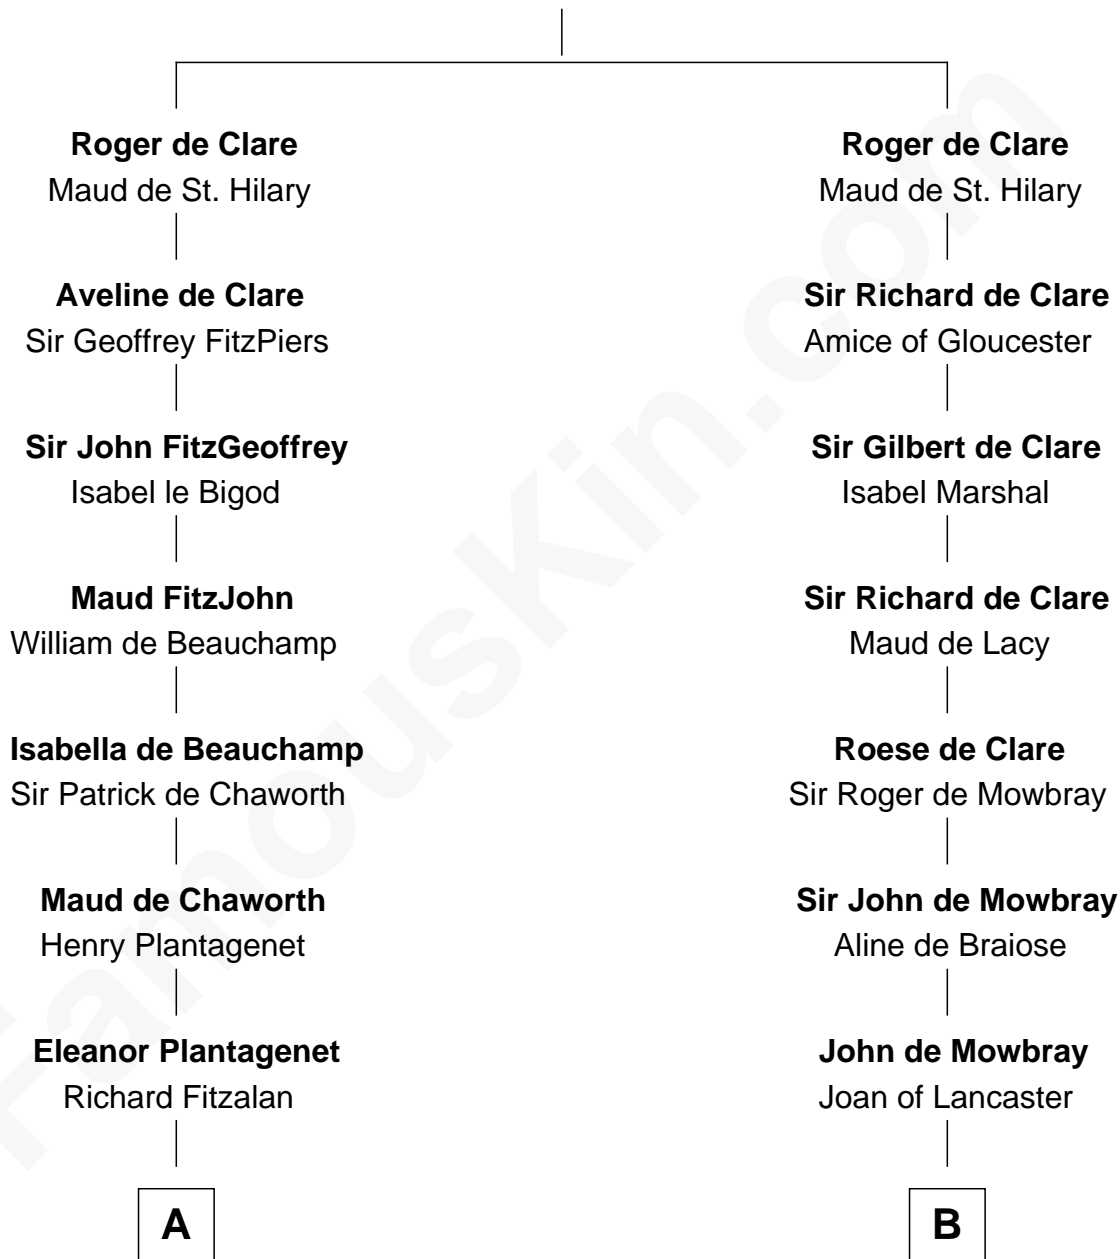 Roger de Clare
Maud de St. Hilary
Aveline de Clare
Sir Geoffrey FitzPiers
Sir John FitzGeoffrey
Isabel le Bigod
Maud FitzJohn
William de Beauchamp
Isabella de Beauchamp
Sir Patrick de Chaworth
Maud de Chaworth
Henry Plantagenet
Eleanor Plantagenet
Richard Fitzalan
A
Roger de Clare
Maud de St. Hilary
Sir Richard de Clare
Amice of Gloucester
Sir Gilbert de Clare
Isabel Marshal
Sir Richard de Clare
Maud de Lacy
Roese de Clare
Sir Roger de Mowbray
Sir John de Mowbray
Aline de Braiose
John de Mowbray
Joan of Lancaster
B
FamousKin.com